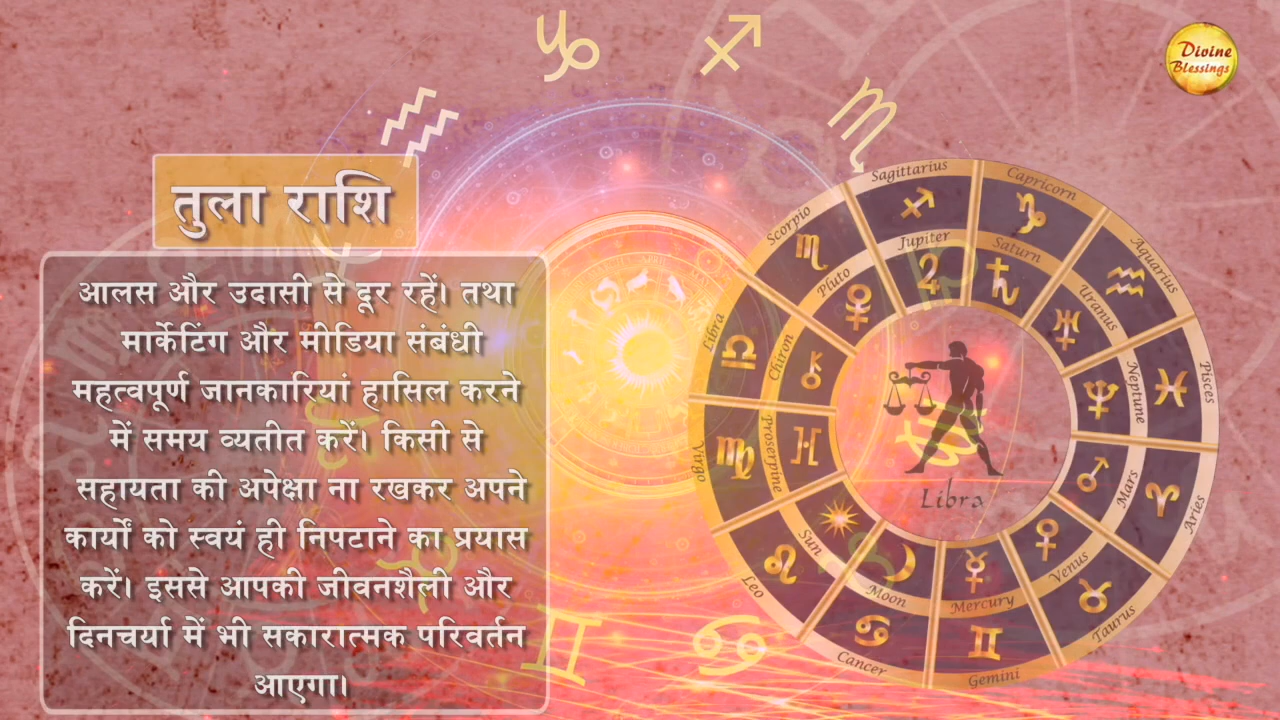 Divine
Blessings
तुला राशि
आलस और उदासी से दूर रहें। तथा
मार्केटिंग और मीडिया संबंधी
महत्वपूर्ण जानकारियां हासिल करने
में समय व्यतीत करें। किसी से
सहायता की अपेक्षा ना रखकर अपने
कार्यों को स्वयं ही निपटाने का प्रयास
करें। इससे आपकी जीवनशैली और
दिनचर्या में भी सकारात्मक परिवर्तन
आएगा।
Sagittarius
Capricorn
Aquarius
Pisces
Aries
Taurus
Gemini
Cancer
Leo
Virgo
Libra
Scorpio
Jupiter
Saturn
Uranus
Neptune
Mars
Venus
Mercury
Moon
Sun
Proserpine
Chiron
Pluto
Libra